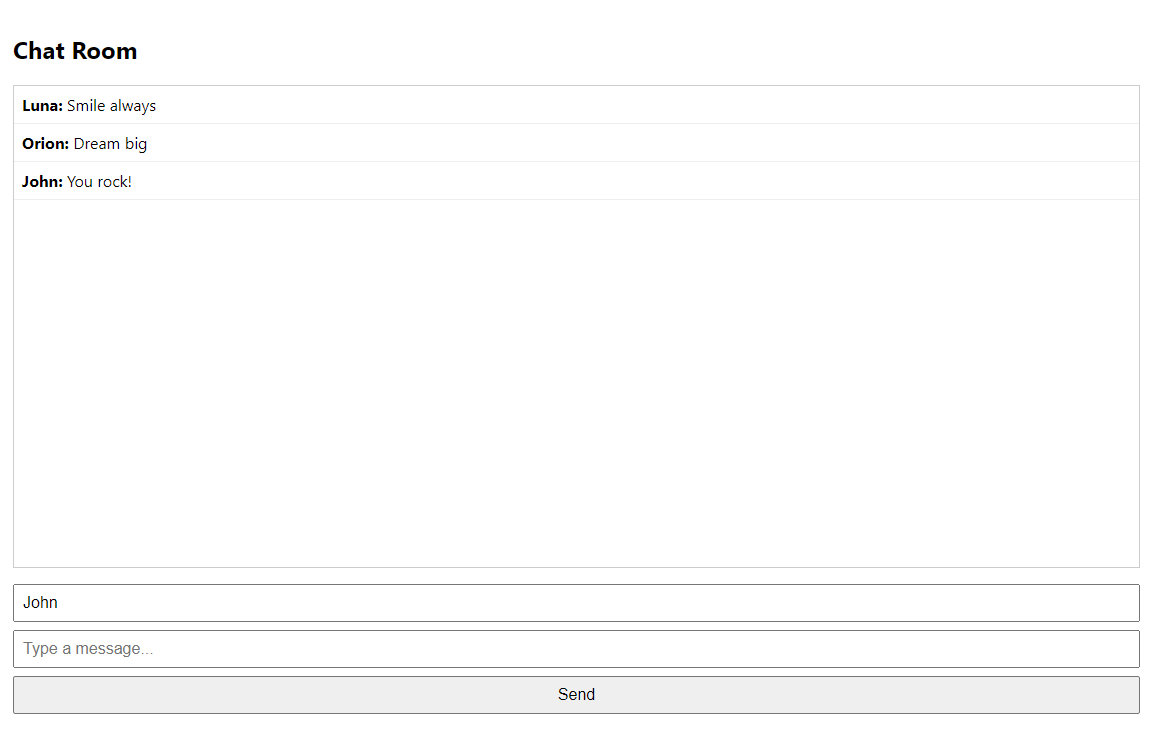 Chat Room
Luna: Smile always
Orion: Dream big
John: You rock!
John
Type a message...
Send